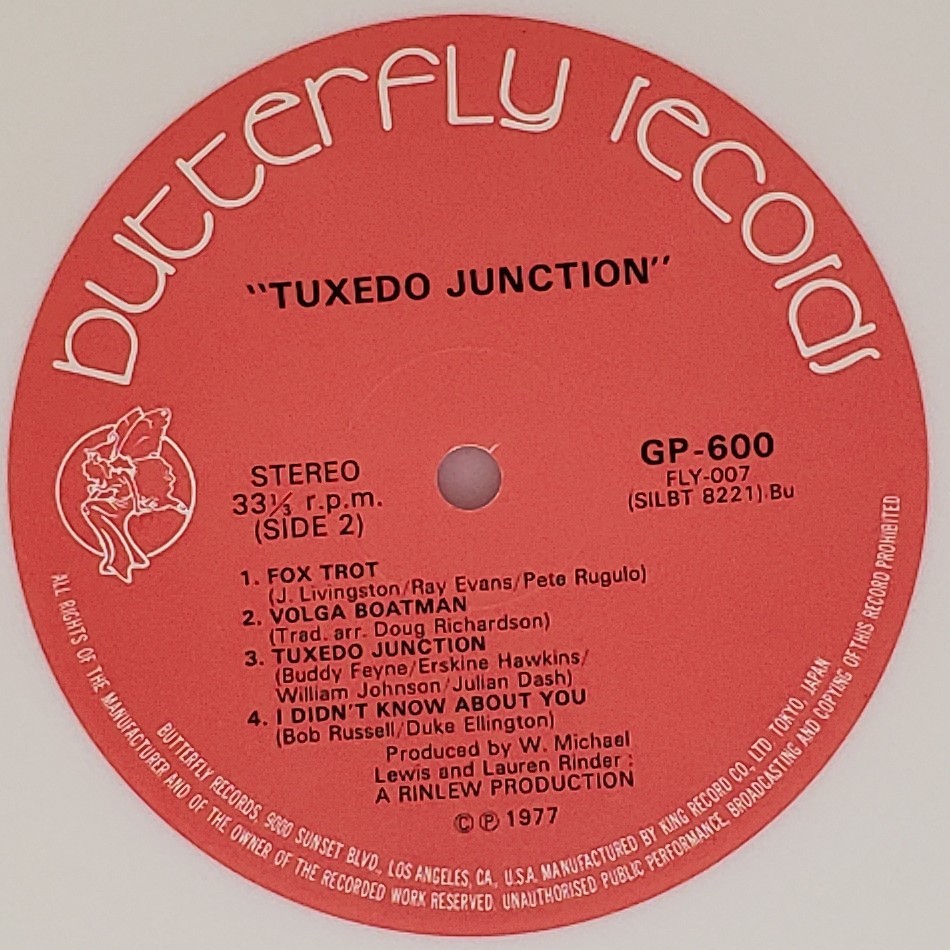 butterfly records
"TUXEDO JUNCTION"
STEREO
33⅓ r.p.m.
(SIDE 2)
GP-600
FLY-007
(SILBT 8221).Bu
1. FOX TROT
(J. Livingston/Ray Evans/Pete Rugulo)
2. VOLGA BOATMAN
(Trad. arr. Doug Richardson)
3. TUXEDO JUNCTION
(Buddy Feyne/Erskine Hawkins/
William Johnson/Julian Dash)
4. I DIDN'T KNOW ABOUT YOU
(Bob Russell/Duke Ellington)
Produced by W. Michael
Lewis and Lauren Rinder :
A RINLEW PRODUCTION
© ℗ 1977
BUTTERFLY RECORDS, 9000 SUNSET BLVD., LOS ANGELES, CA., U.S.A. MANUFACTURED BY KING RECORD CO., LTD TOKYO, JAPAN
ALL RIGHTS OF THE MANUFACTURER AND OF THE OWNER OF THE RECORDED WORK RESERVED. UNAUTHORISED PUBLIC PERFORMANCE, BROADCASTING AND COPYING OF THIS RECORD PROHIBITED